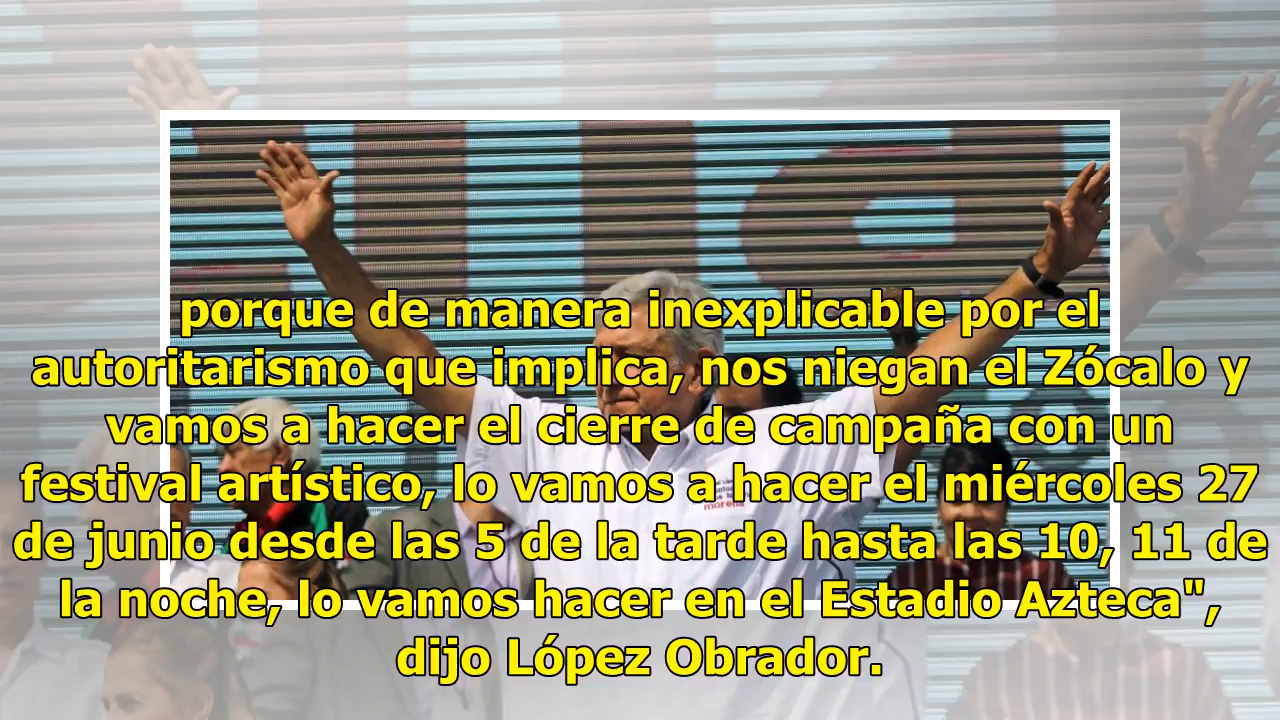 porque de manera inexplicable por el
autoritarismo que implica, nos niegan el Zócalo y
vamos a hacer el cierre de campaña con un
festival artístico, lo vamos a hacer el miércoles 27
de junio desde las 5 de la tarde hasta las 10, 11 de
la noche, lo vamos hacer en el Estadio Azteca",
dijo López Obrador.
morena